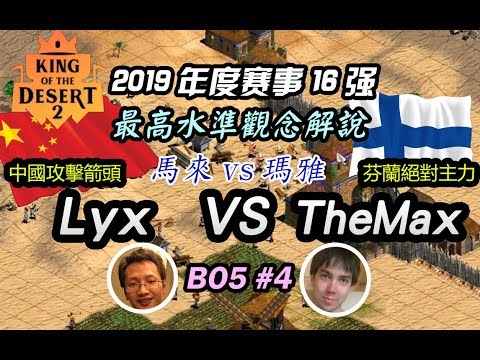 KING
OF THE
DESERT
2
2019 年度赛事 16 强
最高水準觀念解說
中國攻擊箭頭
馬來 vs 瑪雅
芬蘭絕對主力
Lyx VS TheMax
BO5 #4